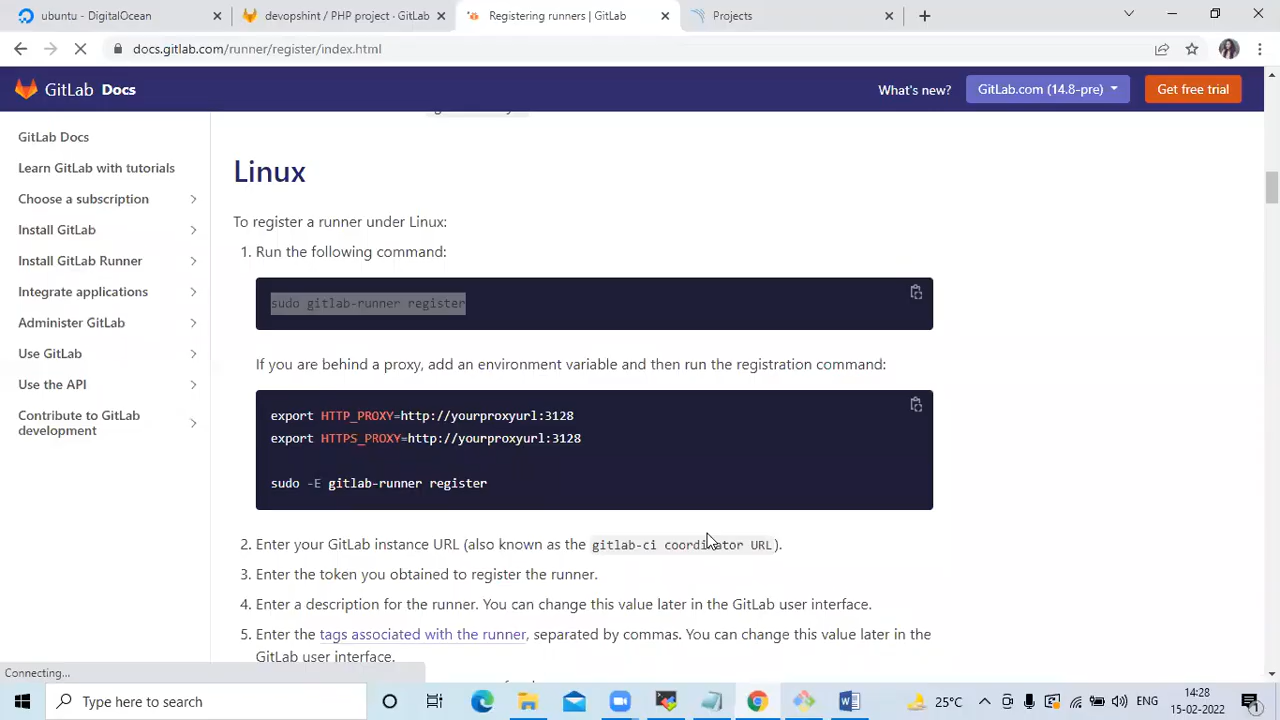 ubuntu - DigitalOcean
devopshint / PHP project · GitLab
Registering runners | GitLab
Projects
docs.gitlab.com/runner/register/index.html
GitLab Docs
What's new?
GitLab.com (14.8-pre)
Get free trial
GitLab Docs
Learn GitLab with tutorials
Choose a subscription
Install GitLab
Install GitLab Runner
Integrate applications
Administer GitLab
Use GitLab
Use the API
Contribute to GitLab
development
Linux
To register a runner under Linux:
1. Run the following command:
sudo gitlab-runner register
If you are behind a proxy, add an environment variable and then run the registration command:
export HTTP_PROXY=http://yourproxyurl:3128
export HTTPS_PROXY=http://yourproxyurl:3128
sudo -E gitlab-runner register
2. Enter your GitLab instance URL (also known as the gitlab-ci coordinator URL).
3. Enter the token you obtained to register the runner.
4. Enter a description for the runner. You can change this value later in the GitLab user interface.
5. Enter the tags associated with the runner, separated by commas. You can change this value later in the
GitLab user interface.
Connecting...
Type here to search
25°C
ENG
14:28
15-02-2022